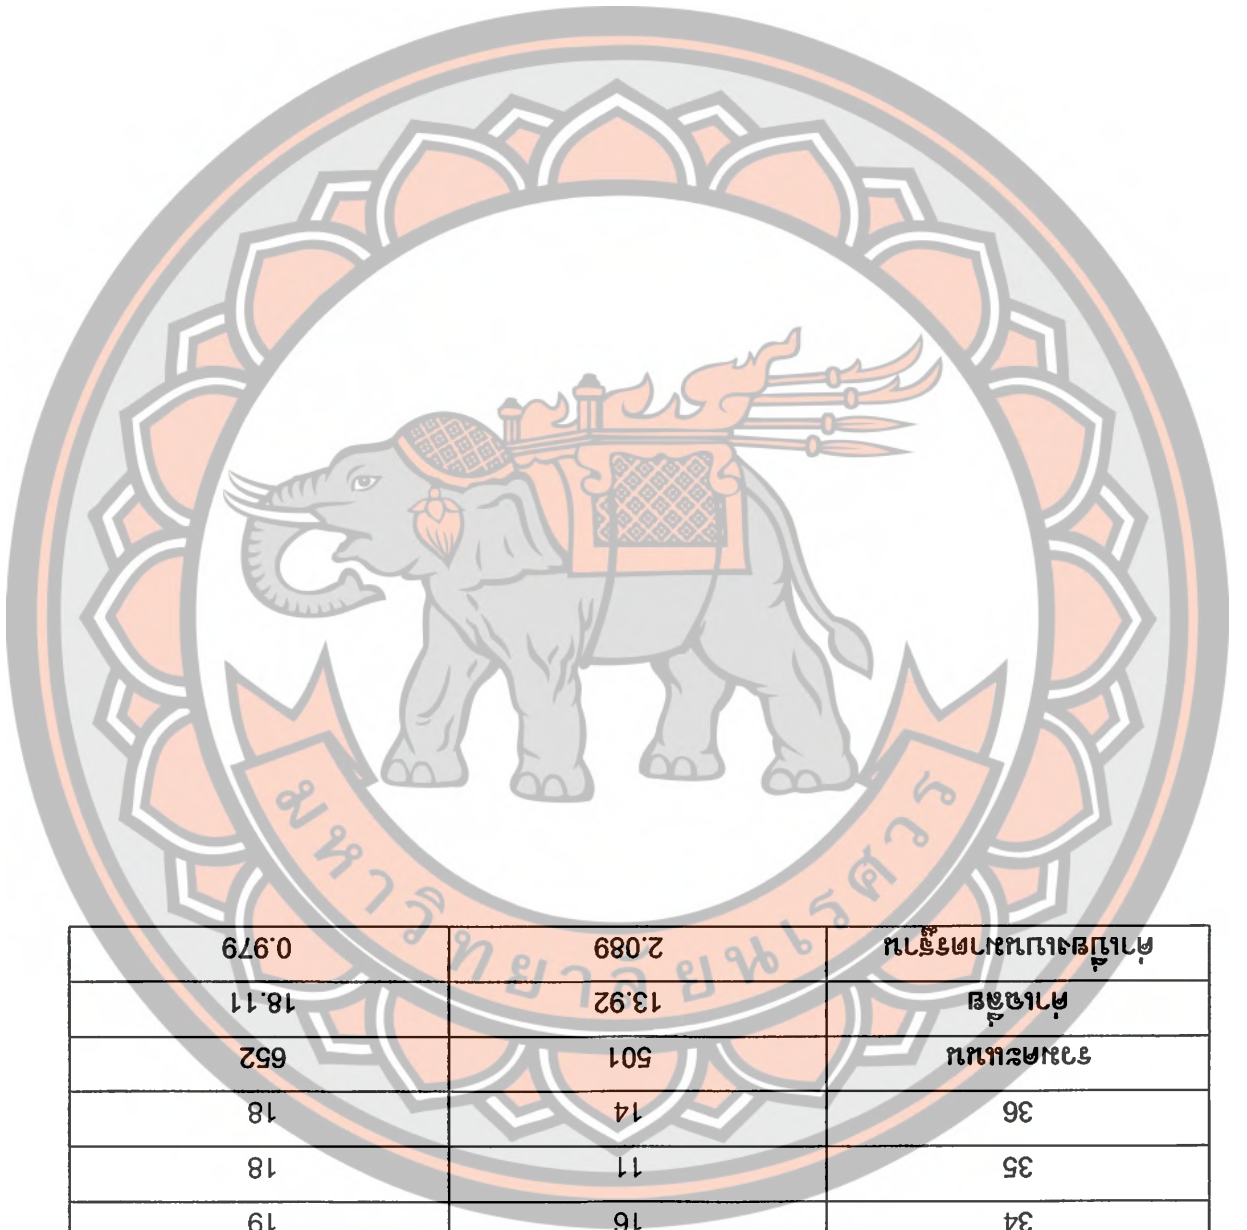 34 16 19
35 11 18
36 14 18
รวมคะแนน 501 652
ค่าเฉลี่ย 13.92 18.11
ค่าเบี่ยงเบนมาตรฐาน 2.089 0.979
มหาวิทยาลัยนเรศวร